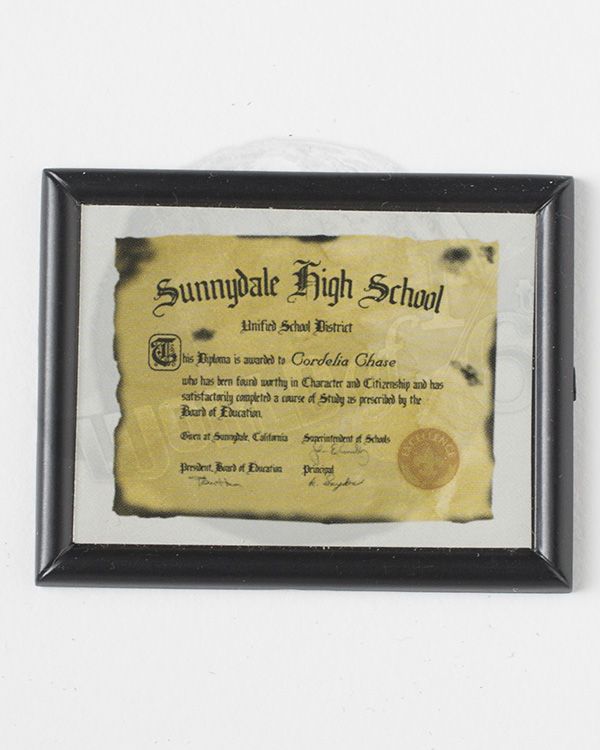 Sunnydale High School
Unified School District
This Diploma is awarded to Cordelia Chase
who has been found worthy in Character and Citizenship and has
satisfactorily completed a course of Study as prescribed by the
Board of Education.
Given at Sunnydale, California Superintendent of Schools
President, Board of Education Principal
R. Snyder
EXCELLENCE